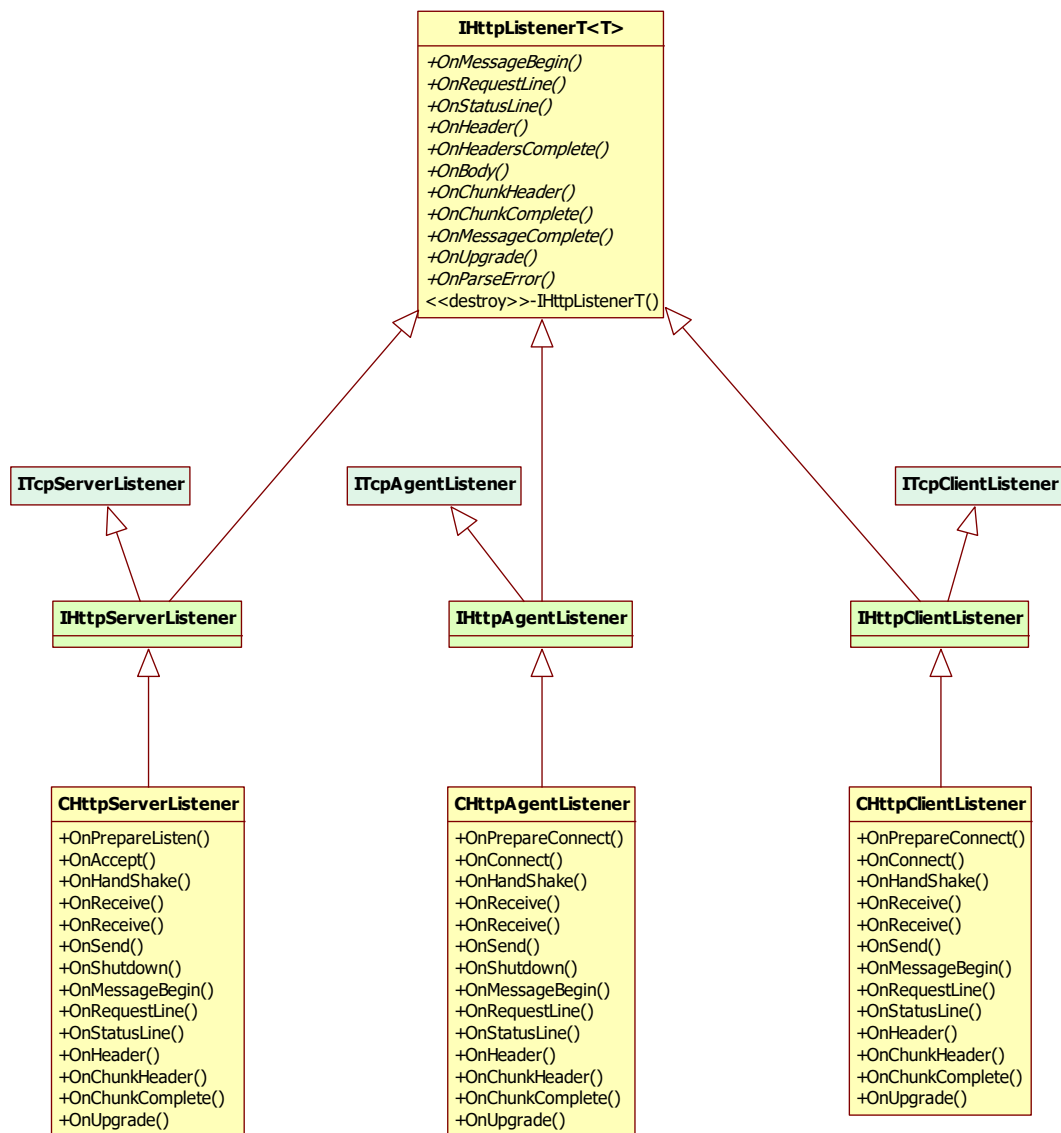 IHttpListenerT<T>
+OnMessageBegin()
+OnRequestLine()
+OnStatusLine()
+OnHeader()
+OnHeadersComplete()
+OnBody()
+OnChunkHeader()
+OnChunkComplete()
+OnMessageComplete()
+OnUpgrade()
+OnParseError()
<<destroy>>-IHttpListenerT()
ITcpServerListener
ITcpAgentListener
ITcpClientListener
IHttpServerListener
IHttpAgentListener
IHttpClientListener
CHttpServerListener
+OnPrepareListen()
+OnAccept()
+OnHandShake()
+OnReceive()
+OnReceive()
+OnSend()
+OnShutdown()
+OnMessageBegin()
+OnRequestLine()
+OnStatusLine()
+OnHeader()
+OnChunkHeader()
+OnChunkComplete()
+OnUpgrade()
CHttpAgentListener
+OnPrepareConnect()
+OnConnect()
+OnHandShake()
+OnReceive()
+OnReceive()
+OnSend()
+OnShutdown()
+OnMessageBegin()
+OnRequestLine()
+OnStatusLine()
+OnHeader()
+OnChunkHeader()
+OnChunkComplete()
+OnUpgrade()
CHttpClientListener
+OnPrepareConnect()
+OnConnect()
+OnHandShake()
+OnReceive()
+OnReceive()
+OnSend()
+OnMessageBegin()
+OnRequestLine()
+OnStatusLine()
+OnHeader()
+OnChunkHeader()
+OnChunkComplete()
+OnUpgrade()